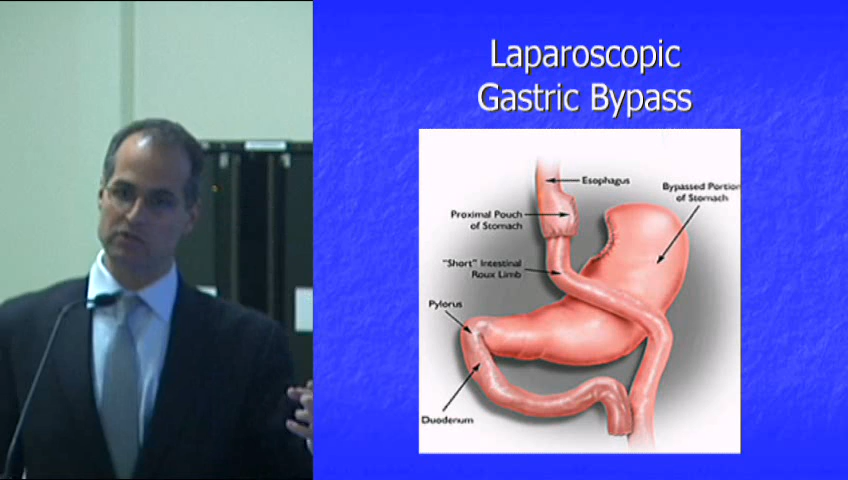 Laparoscopic
Gastric Bypass
Esophagus
Bypassed Portion
of Stomach
Proximal Pouch
of Stomach
"Short" Intestinal
Roux Limb
Pylorus
Duodenum